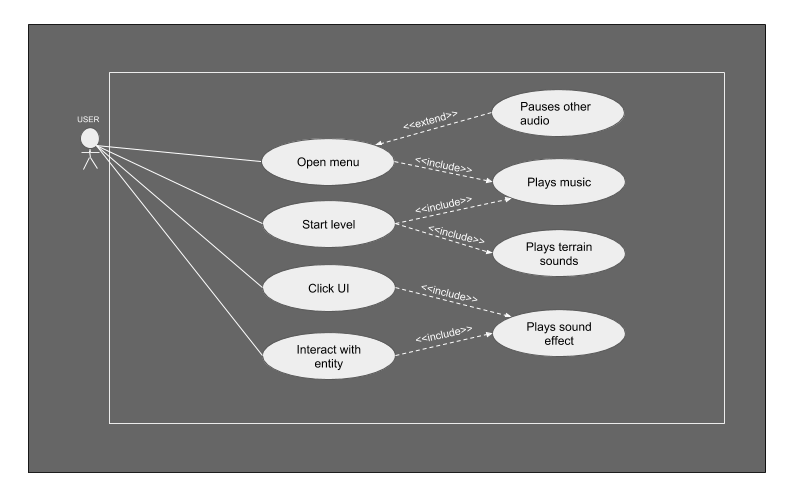 USER
Pauses other
audio
<<extend>>
Open menu
<<include>>
Plays music
<<include>>
Start level
<<include>>
Plays terrain
sounds
Click UI
<<include>>
Plays sound
effect
<<include>>
Interact with
entity